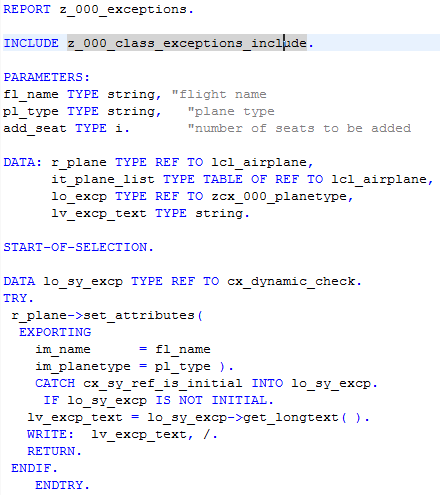 REPORT z_000_exceptions.
INCLUDE z_000_class_exceptions_include.
PARAMETERS:
fl_name TYPE string, "flight name
pl_type TYPE string,   "plane type
add_seat TYPE i.       "number of seats to be added
DATA: r_plane TYPE REF TO lcl_airplane,
      it_plane_list TYPE TABLE OF REF TO lcl_airplane,
      lo_excp TYPE REF TO zcx_000_planetype,
      lv_excp_text TYPE string.
START-OF-SELECTION.
DATA lo_sy_excp TYPE REF TO cx_dynamic_check.
TRY.
 r_plane->set_attributes(
  EXPORTING
    im_name      = fl_name
    im_planetype = pl_type ).
    CATCH cx_sy_ref_is_initial INTO lo_sy_excp.
     IF lo_sy_excp IS NOT INITIAL.
   lv_excp_text = lo_sy_excp->get_longtext( ).
   WRITE:  lv_excp_text, /.
   RETURN.
 ENDIF.
    ENDTRY.